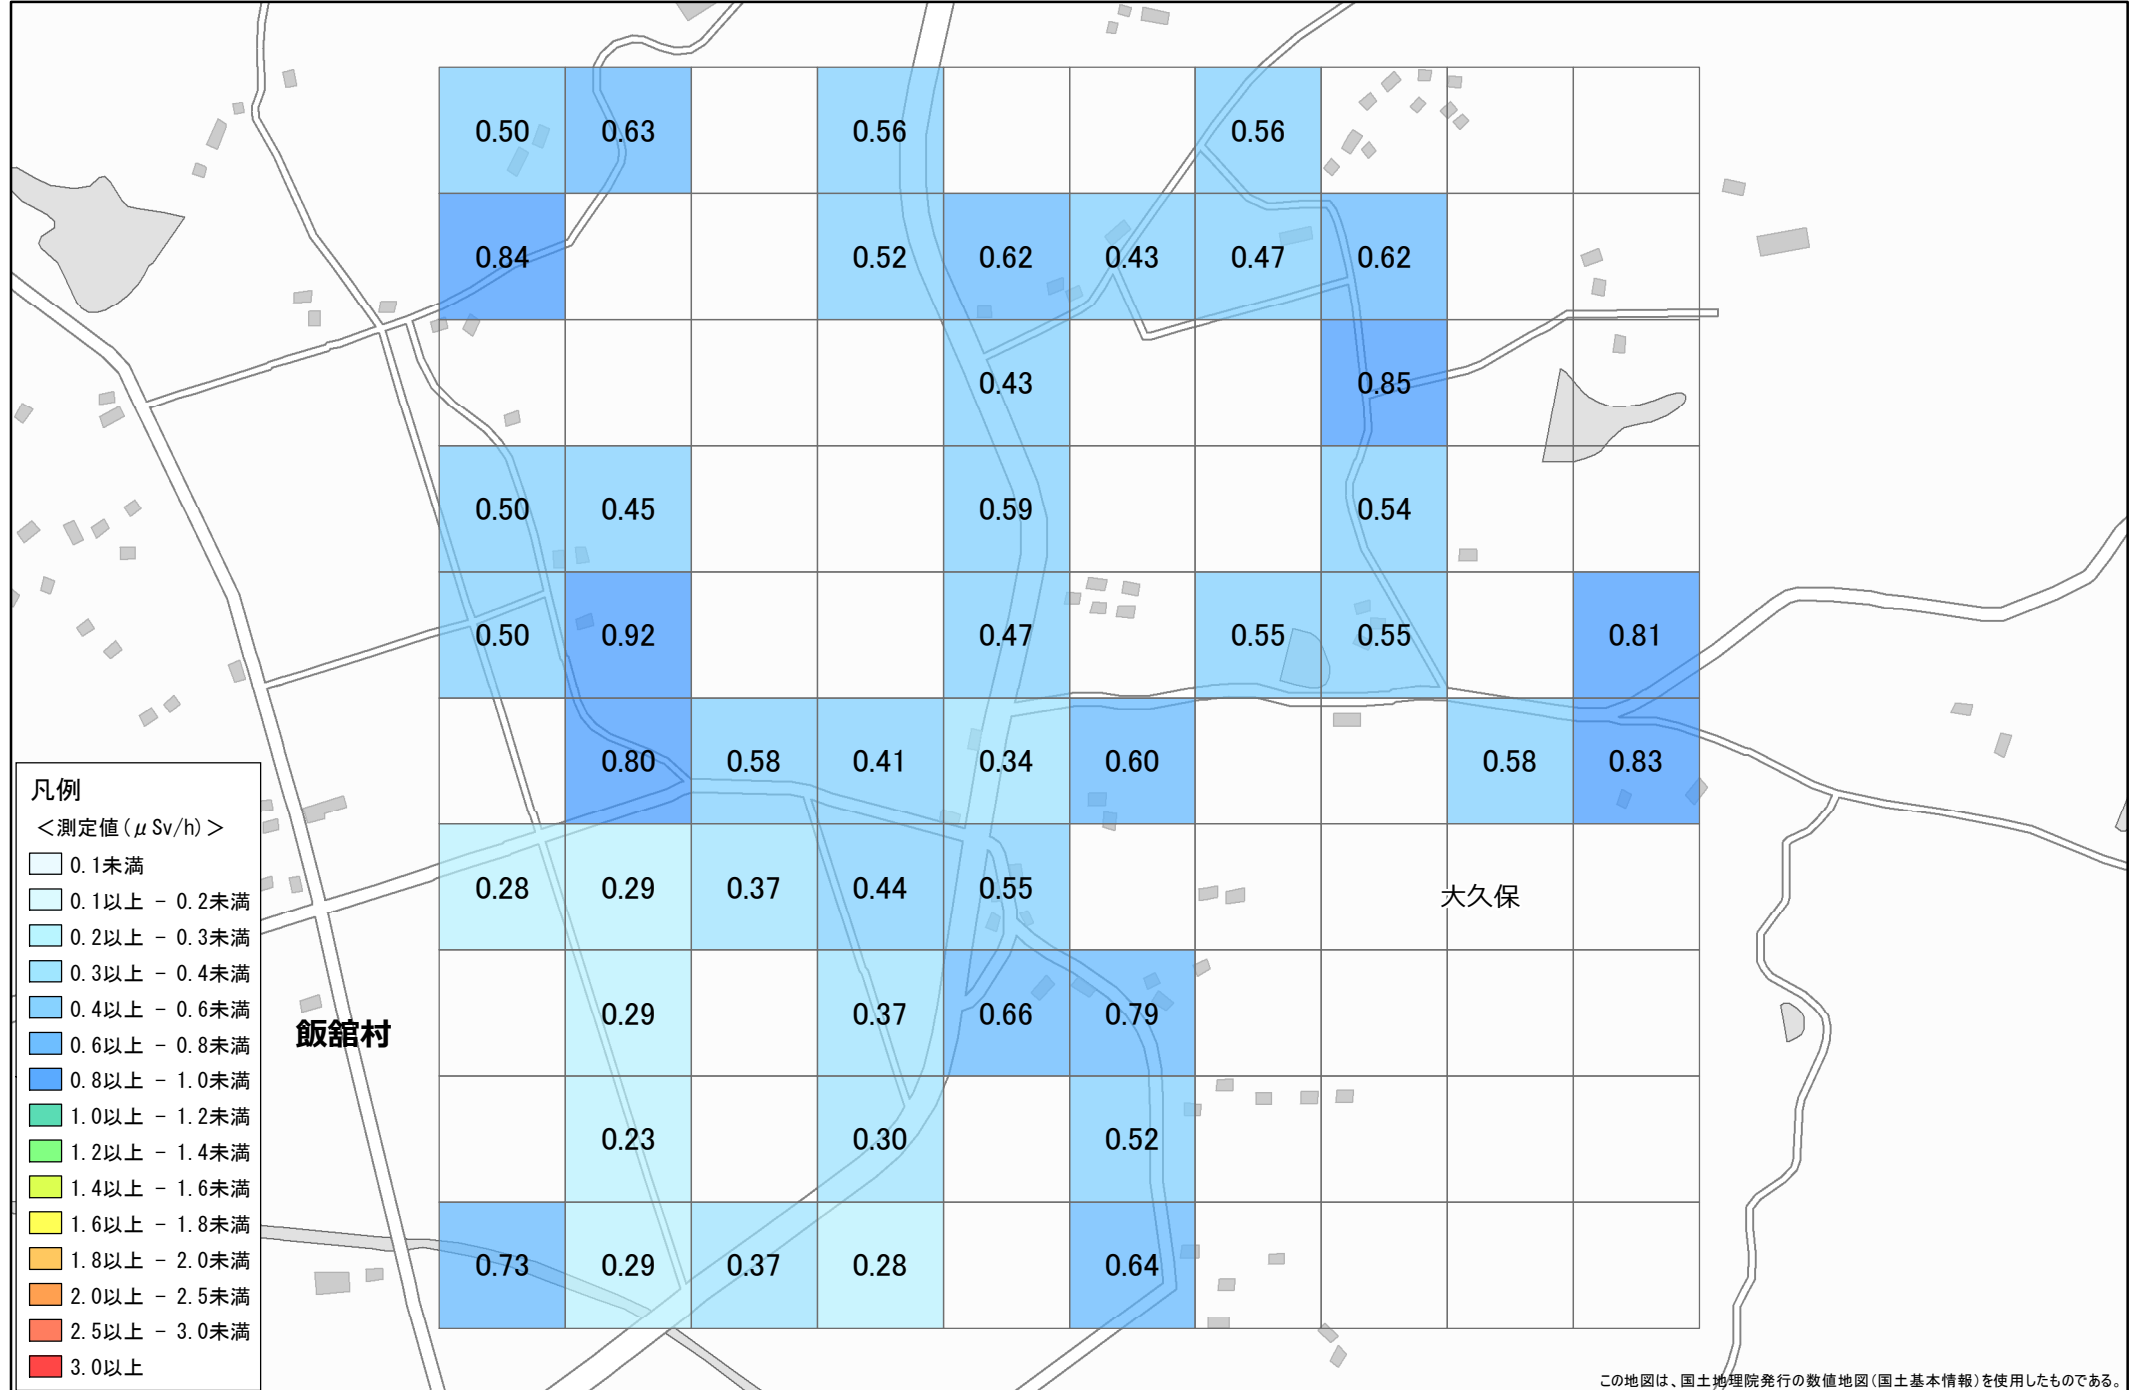 0.50 0.63 0.56 0.56
0.84 0.52 0.62 0.43 0.47 0.62
0.43 0.85
0.50 0.45 0.59 0.54
0.50 0.92 0.47 0.55 0.55 0.81
0.80 0.58 0.41 0.34 0.60 0.58 0.83
0.28 0.29 0.37 0.44 0.55
大久保
0.29 0.37 0.66 0.79
飯舘村
0.23 0.30 0.52
0.73 0.29 0.37 0.28 0.64
凡例
＜測定値(μSv/h)＞
0.1未満
0.1以上 - 0.2未満
0.2以上 - 0.3未満
0.3以上 - 0.4未満
0.4以上 - 0.6未満
0.6以上 - 0.8未満
0.8以上 - 1.0未満
1.0以上 - 1.2未満
1.2以上 - 1.4未満
1.4以上 - 1.6未満
1.6以上 - 1.8未満
1.8以上 - 2.0未満
2.0以上 - 2.5未満
2.5以上 - 3.0未満
3.0以上
この地図は、国土地理院発行の数値地図(国土基本情報)を使用したものである。